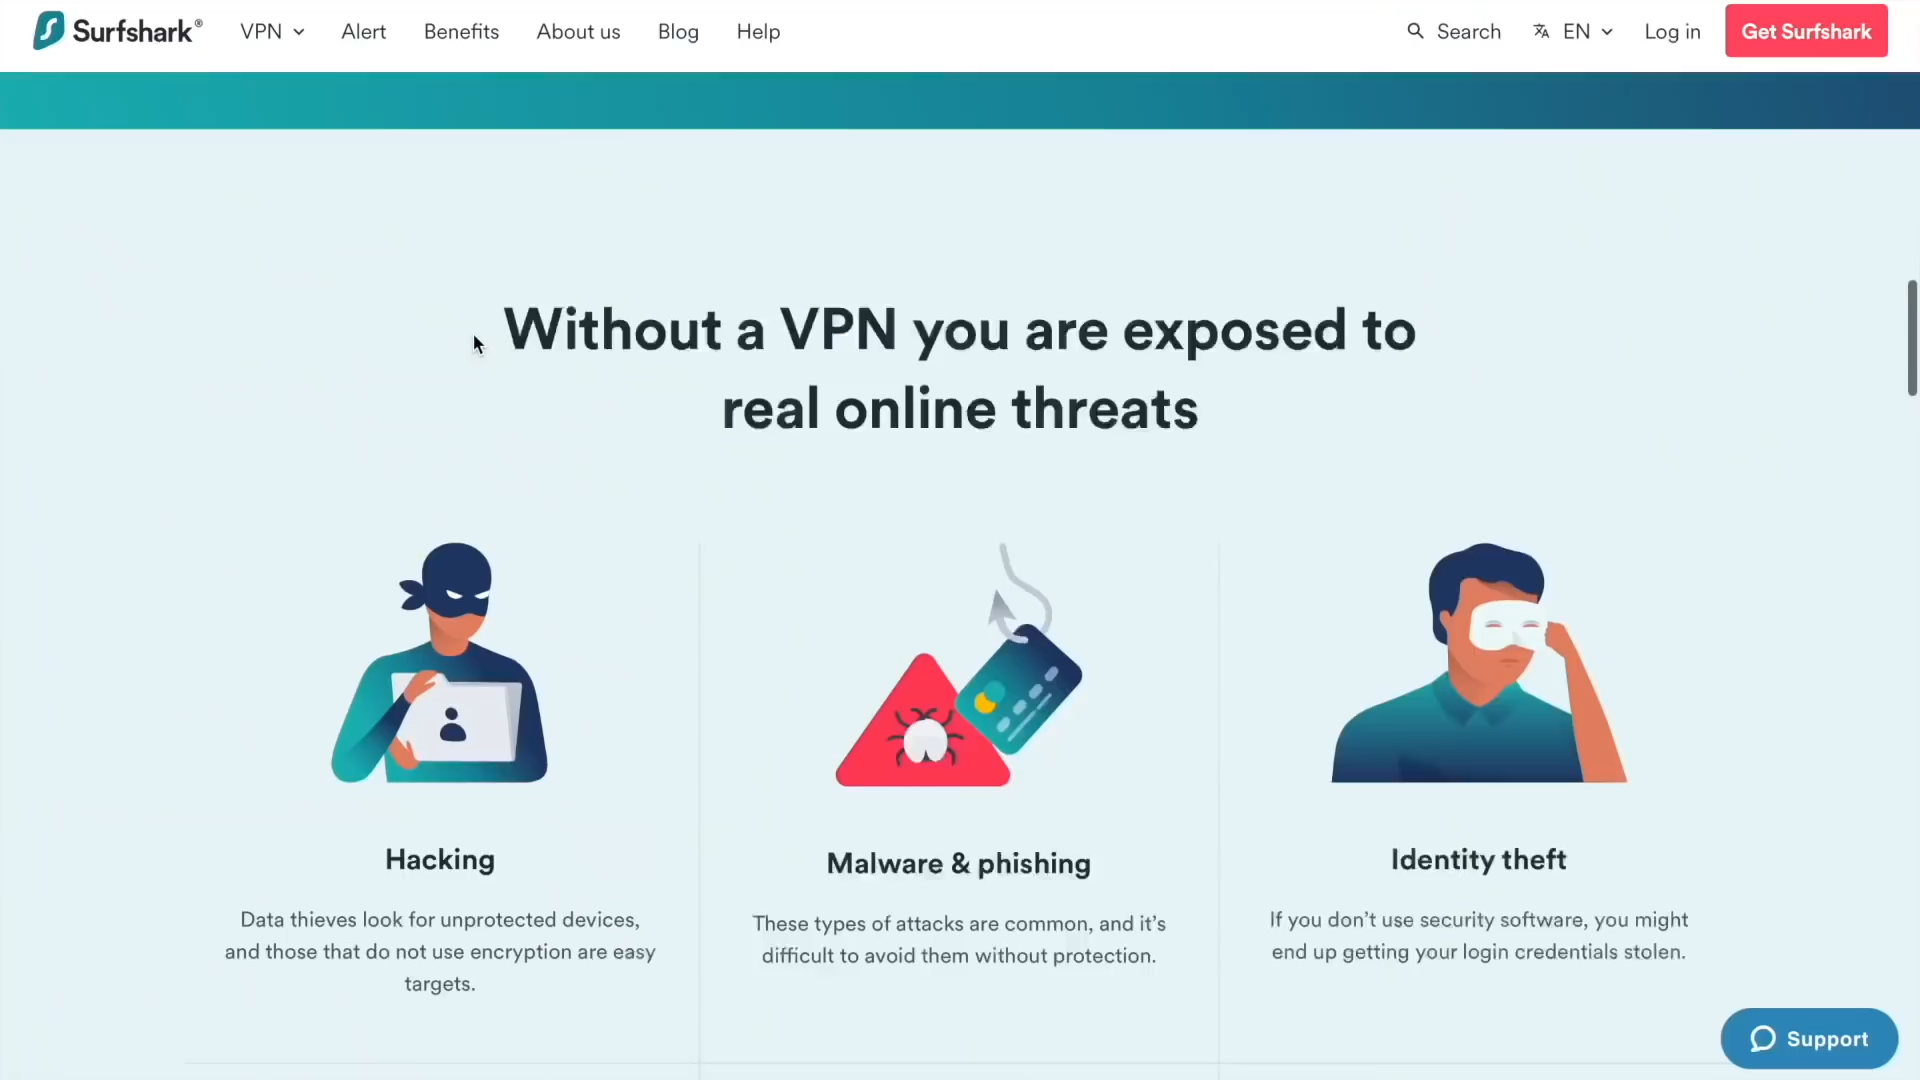 Surfshark®
VPN
Alert
Benefits
About us
Blog
Help
Search
EN
Log in
Get Surfshark
Without a VPN you are exposed to
real online threats
Hacking
Data thieves look for unprotected devices,
and those that do not use encryption are easy
targets.
Malware & phishing
These types of attacks are common, and it’s
difficult to avoid them without protection.
Identity theft
If you don’t use security software, you might
end up getting your login credentials stolen.
Support